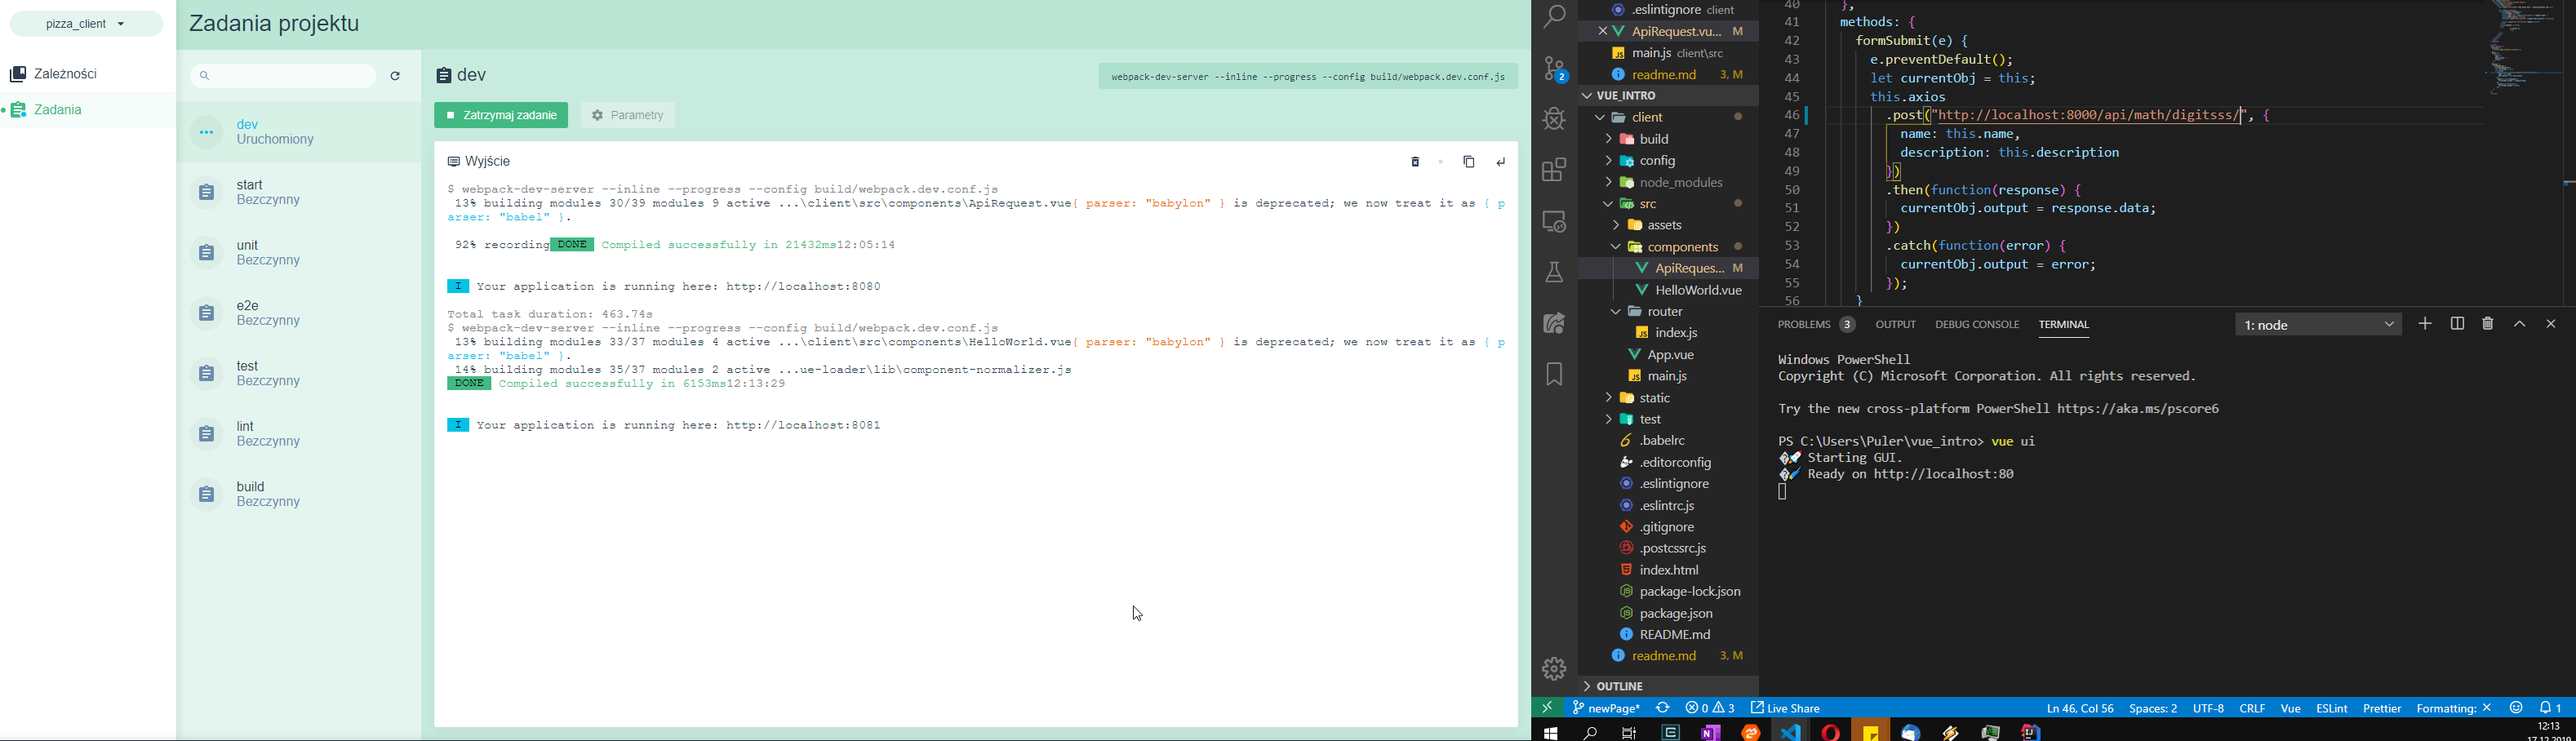 pizza_client
Zależności
Zadania
Zadania projektu
dev
Uruchomiony
start
Bezczynny
unit
Bezczynny
e2e
Bezczynny
test
Bezczynny
lint
Bezczynny
build
Bezczynny
dev
webpack-dev-server --inline --progress --config build/webpack.dev.conf.js
Zatrzymaj zadanie
Parametry
Wyjście
$ webpack-dev-server --inline --progress --config build/webpack.dev.conf.js
13% building modules 30/39 modules 9 active ...\client\src\components\ApiRequest.vue{ parser: "babylon" } is deprecated; we now treat it as { p
arser: "babel" }.
92% recording DONE Compiled successfully in 21432ms12:05:14
I Your application is running here: http://localhost:8080
Total task duration: 463.74s
$ webpack-dev-server --inline --progress --config build/webpack.dev.conf.js
13% building modules 33/37 modules 4 active ...\client\src\components\HelloWorld.vue{ parser: "babylon" } is deprecated; we now treat it as { p
arser: "babel" }.
14% building modules 35/37 modules 2 active ...ue-loader\lib\component-normalizer.js
DONE Compiled successfully in 6153ms12:13:29
I Your application is running here: http://localhost:8081
2
.eslintignore client
ApiRequest.vu... M
main.js client\src
readme.md 3, M
VUE_INTRO
client
build
config
node_modules
src
assets
components
ApiReques... M
HelloWorld.vue
router
index.js
App.vue
main.js
static
test
.babelrc
.editorconfig
.eslintignore
.eslintrc.js
.gitignore
.postcssrc.js
index.html
package-lock.json
package.json
README.md
readme.md 3, M
OUTLINE
40 },
41 methods: {
42 formSubmit(e) {
43 e.preventDefault();
44 let currentObj = this;
45 this.axios
46 .post("http://localhost:8000/api/math/digitsss/", {
47 name: this.name,
48 description: this.description
49 })
50 .then(function(response) {
51 currentObj.output = response.data;
52 })
53 .catch(function(error) {
54 currentObj.output = error;
55 });
56 }
PROBLEMS 3 OUTPUT DEBUG CONSOLE TERMINAL 1: node
Windows PowerShell
Copyright (C) Microsoft Corporation. All rights reserved.
Try the new cross-platform PowerShell https://aka.ms/pscore6
PS C:\Users\Puler\vue_intro> vue ui
Starting GUI.
Ready on http://localhost:80
newPage* 0 3 Live Share Ln 46, Col 56 Spaces: 2 UTF-8 CRLF Vue ESLint Prettier Formatting: 1
12:13
17.12.2019